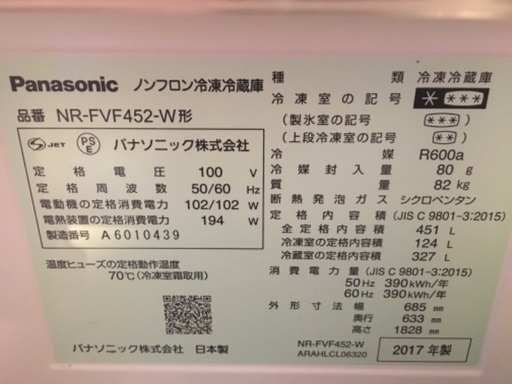 Panasonic ノンフロン冷凍冷蔵庫
品番 NR-FVF452-W形
S JET PSE パナソニック株式会社
定格電圧 100 V
定格周波数 50/60 Hz
電動機の定格消費電力 102/102 W
電熱装置の定格消費電力 194 W
製造番号 A6010439
温度ヒューズの定格動作温度
70℃(冷凍室霜取用)
パナソニック株式会社 日本製
種類 冷凍冷蔵庫
冷凍室の記号 * ***
(製氷室の記号) (***)
(上段冷凍室の記号) (**)
冷媒 R600a
冷媒封入量 80 g
質量 82 kg
断熱発泡ガス シクロペンタン
定格内容積 (JIS C 9801-3:2015)
全定格内容積 451 L
冷凍室の定格内容積 124 L
冷蔵室の定格内容積 327 L
消費電力量 (JIS C 9801-3:2015)
50Hz 390kWh/年
60Hz 390kWh/年
外形寸法 幅 685 mm
奥行 633 mm
高さ 1828 mm
NR-FVF452-W
ARAHLCL06320
2017年製